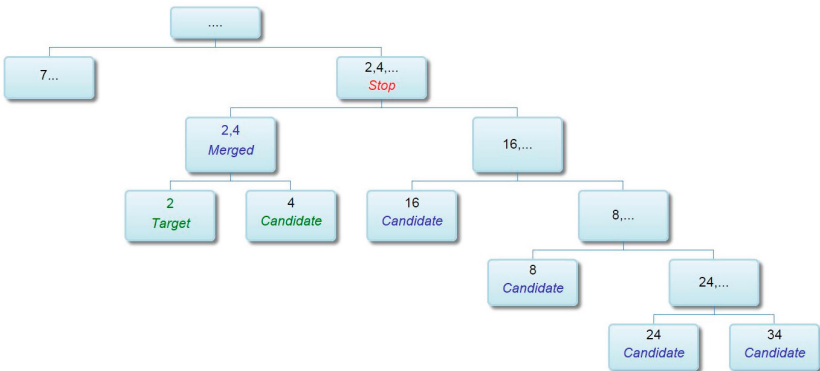 ....
7...
2,4,...
Stop
2,4
Merged
16,...
2
Target
4
Candidate
16
Candidate
8,...
8
Candidate
24,...
24
Candidate
34
Candidate